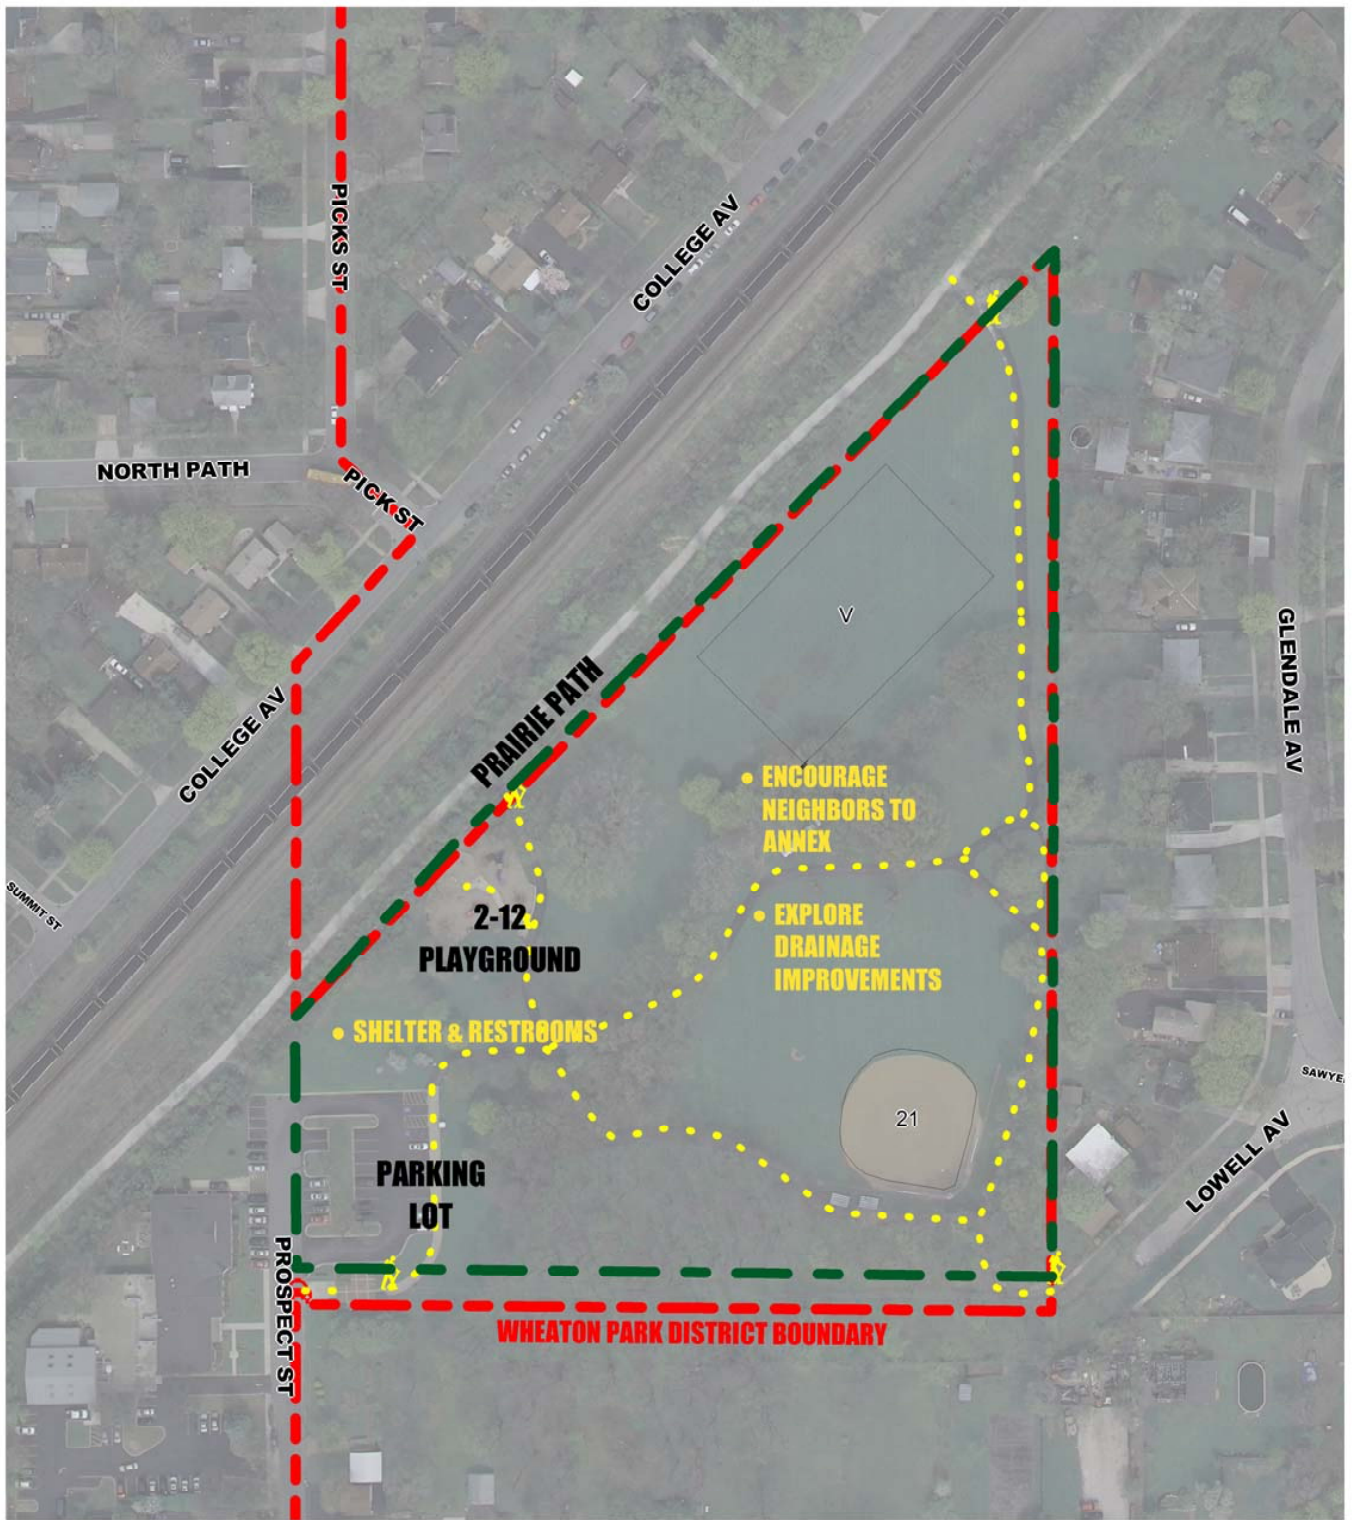 PICKS ST
COLLEGE AV
NORTH PATH
PICK ST
V
GLENDALE AV
PRAIRIE PATH
COLLEGE AV
• ENCOURAGE
NEIGHBORS TO
ANNEX
SUMMIT ST
2-12
PLAYGROUND
• EXPLORE
DRAINAGE
IMPROVEMENTS
• SHELTER & RESTROOMS
SAWYE
21
LOWELL AV
PARKING
LOT
PROSPECT ST
WHEATON PARK DISTRICT BOUNDARY